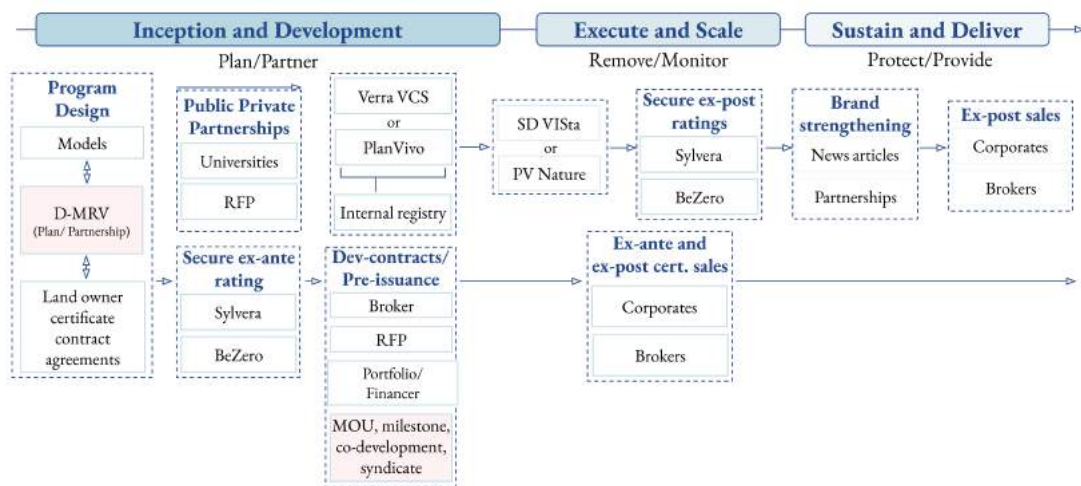 Inception and Development
Execute and Scale
Sustain and Deliver
Plan/Partner
Remove/Monitor
Protect/Provide
Program
Design
Models
D-MRV
(Plan/ Partnership)
Land owner
certificate
contract
agreements
Public Private
Partnerships
Universities
RFP
Secure ex-ante
rating
Sylvera
BeZero
Verra VCS
or
PlanVivo
Internal registry
Dev-contracts/
Pre-issuance
Broker
RFP
Portfolio/
Financer
MOU, milestone,
co-development,
syndicate
SD VISta
or
PV Nature
Secure ex-post
ratings
Sylvera
BeZero
Ex-ante and
ex-post cert. sales
Corporates
Brokers
Brand
strengthening
News articles
Partnerships
Ex-post sales
Corporates
Brokers